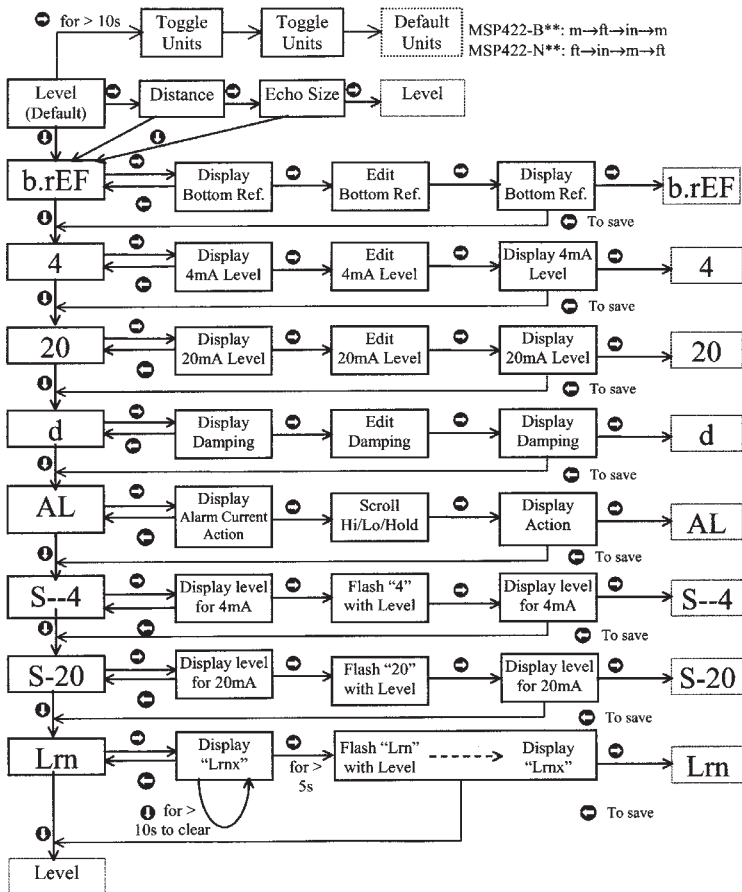 for > 10s
Toggle Units
Toggle Units
Default Units
MSP422-B**: m→ft→in→m
MSP422-N**: ft→in→m→ft
Level (Default)
Distance
Echo Size
Level
b.rEF
Display Bottom Ref.
Edit Bottom Ref.
Display Bottom Ref.
b.rEF
To save
4
Display 4mA Level
Edit 4mA Level
Display 4mA Level
4
To save
20
Display 20mA Level
Edit 20mA Level
Display 20mA Level
20
To save
d
Display Damping
Edit Damping
Display Damping
d
To save
AL
Display Alarm Current Action
Scroll Hi/Lo/Hold
Display Action
AL
To save
S--4
Display level for 4mA
Flash “4” with Level
Display level for 4mA
S--4
To save
S-20
Display level for 20mA
Flash “20” with Level
Display level for 20mA
S-20
To save
Lrn
Display “Lrnx”
for > 5s
Flash “Lrn” with Level
Display “Lrnx”
Lrn
for > 10s to clear
To save
Level